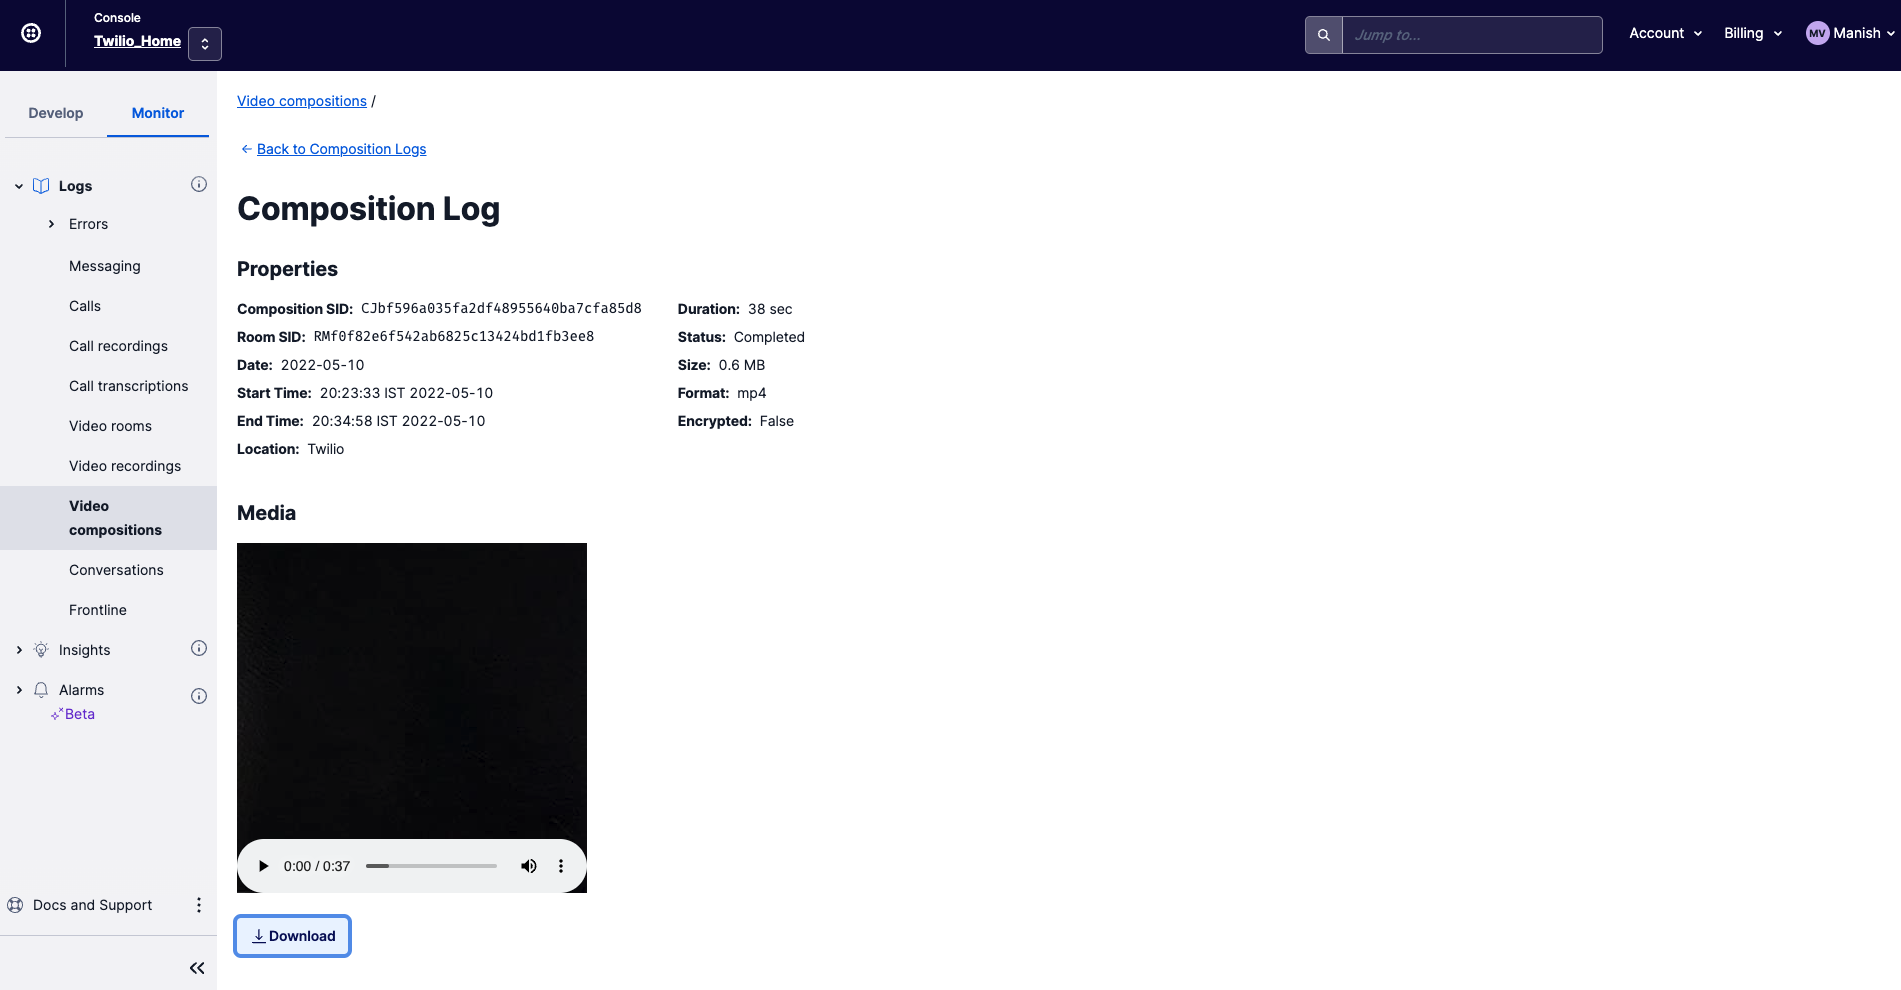 Console
Twilio_Home
Jump to...
Account
Billing
MV
Manish
Develop
Monitor
Logs
Errors
Messaging
Calls
Call recordings
Call transcriptions
Video rooms
Video recordings
Video
compositions
Conversations
Frontline
Insights
Alarms
Beta
Docs and Support
Video compositions /
← Back to Composition Logs
Composition Log
Properties
Composition SID: CJbf596a035fa2df48955640ba7cfa85d8
Room SID: RMf0f82e6f542ab6825c13424bd1fb3ee8
Date: 2022-05-10
Start Time: 20:23:33 IST 2022-05-10
End Time: 20:34:58 IST 2022-05-10
Location: Twilio
Duration: 38 sec
Status: Completed
Size: 0.6 MB
Format: mp4
Encrypted: False
Media
0:00 / 0:37
Download